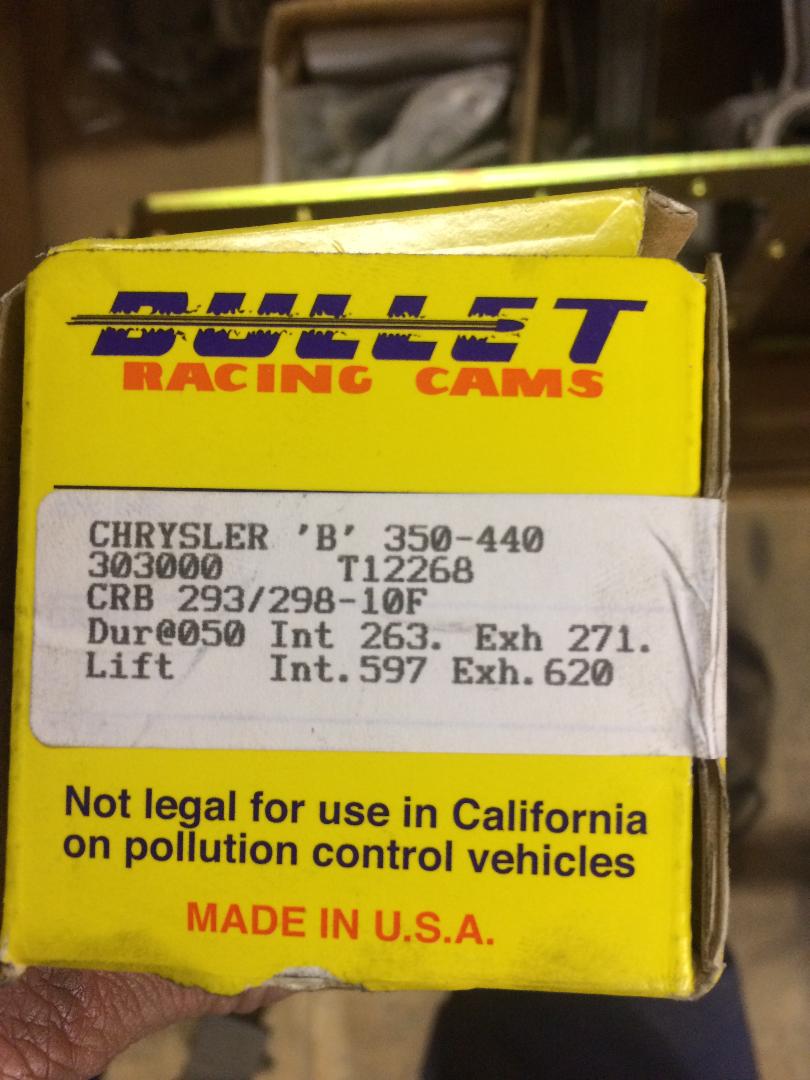 BULLET
RACING CAMS
CHRYSLER 'B' 350-440
303000 T12268
CRB 293/298-10F
Dur@050 Int 263. Exh 271.
Lift Int.597 Exh.620
Not legal for use in California
on pollution control vehicles
MADE IN U.S.A.